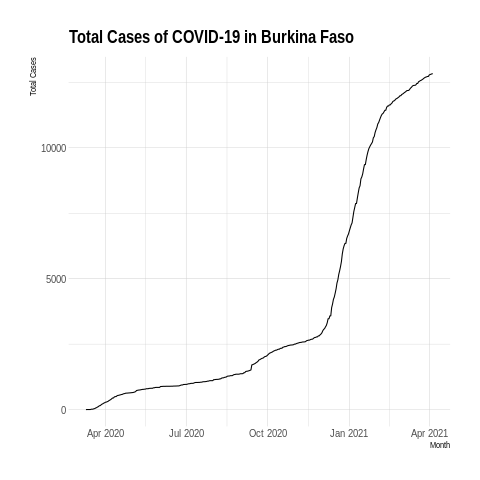 Total Cases of COVID-19 in Burkina Faso
Total Cases
10000
5000
0
Apr 2020 Jul 2020 Oct 2020 Jan 2021 Apr 2021
Month